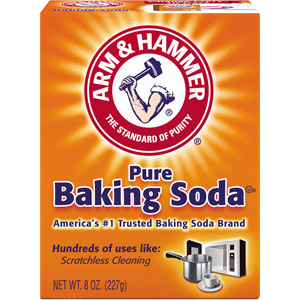 ARM & HAMMER
THE STANDARD OF PURITY
Pure
Baking Soda®
America's #1 Trusted Baking Soda Brand
Hundreds of uses like:
Scratchless Cleaning
NET WT. 8 OZ. (227g)